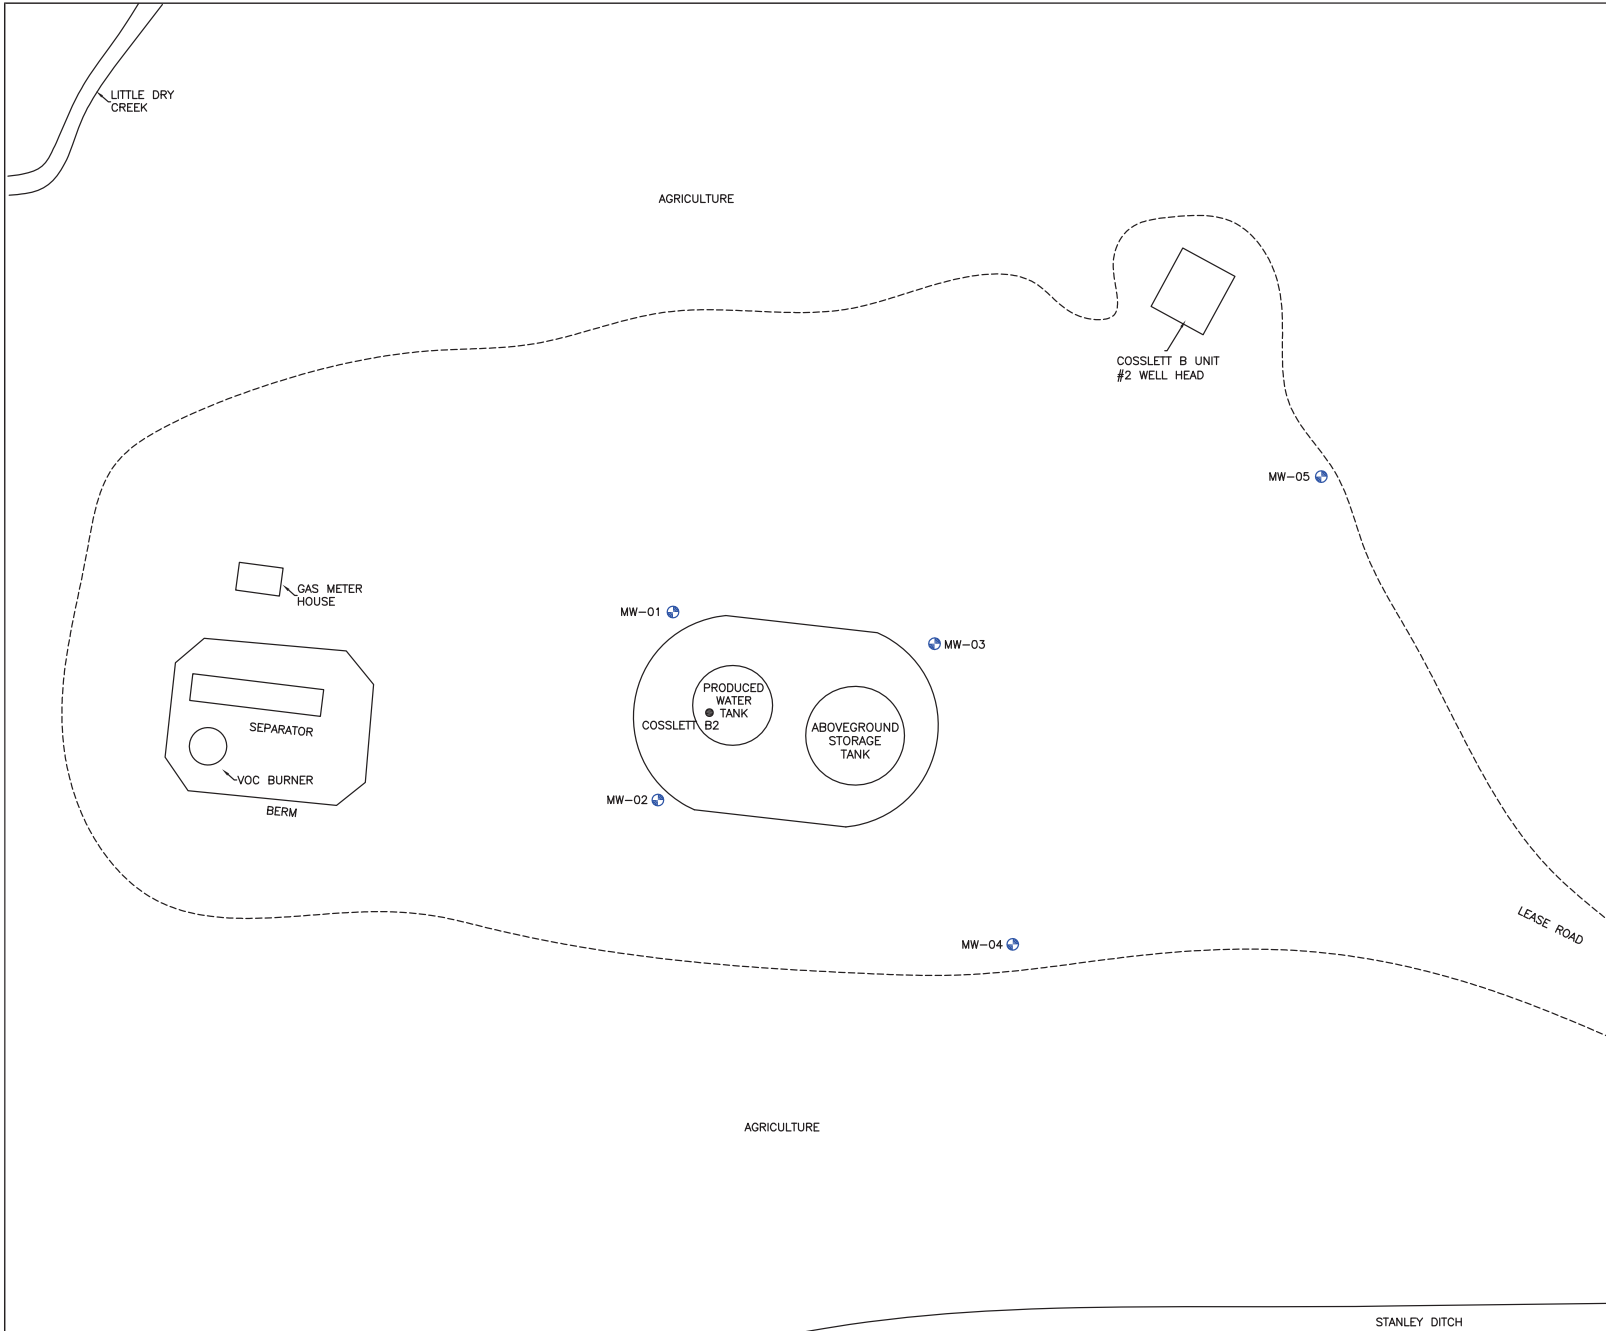 LITTLE DRY
CREEK
AGRICULTURE
COSSLETT B UNIT
#2 WELL HEAD
MW-05
GAS METER
HOUSE
MW-01
MW-03
PRODUCED
WATER
TANK
COSSLETT B2
ABOVEGROUND
STORAGE
TANK
SEPARATOR
VOC BURNER
BERM
MW-02
LEASE ROAD
MW-04
AGRICULTURE
STANLEY DITCH